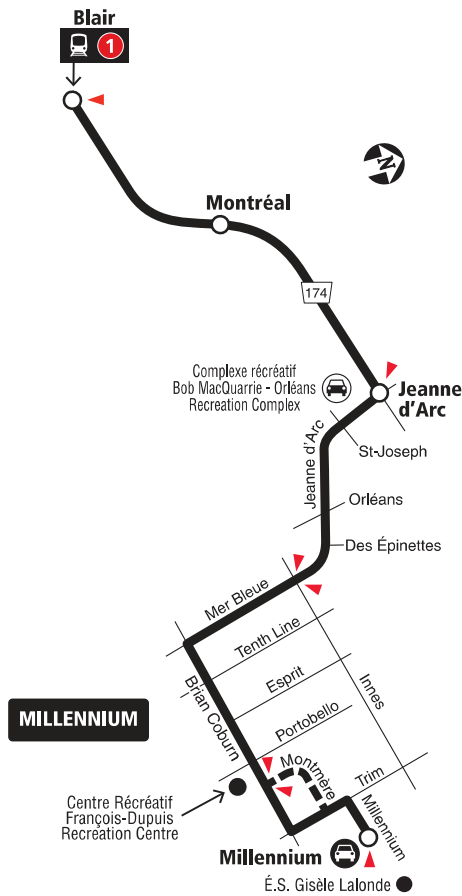 Blair
1
N
Montréal
174
Complexe récréatif
Bob MacQuarrie - Orléans
Recreation Complex
Jeanne
d'Arc
Jeanne d'Arc
St-Joseph
Orléans
Des Épinettes
Mer Bleue
Tenth Line
Esprit
Innes
Brian Coburn
Portobello
MILLENNIUM
Montmère
Trim
Millennium
Centre Récréatif
François-Dupuis
Recreation Centre
Millennium
É.S. Gisèle Lalonde